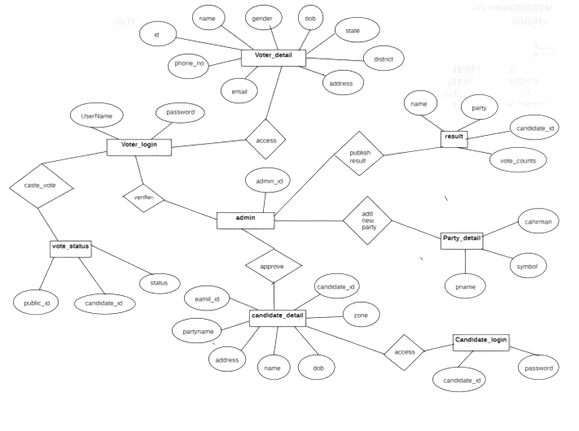 name
gender
dob
id
state
Voter_detail
phone_no
district
email
address
UserName
password
Voter_login
access
name
party
result
candidate_id
vote_counts
publish
result
caste_vote
verifies
admin_id
admin
add
new
party
cahirman
Party_detail
symbol
pname
vote_status
status
public_id
candidate_id
approve
eamil_id
candidate_id
partyname
candidate_detail
zone
address
name
dob
access
Candidate_login
candidate_id
password